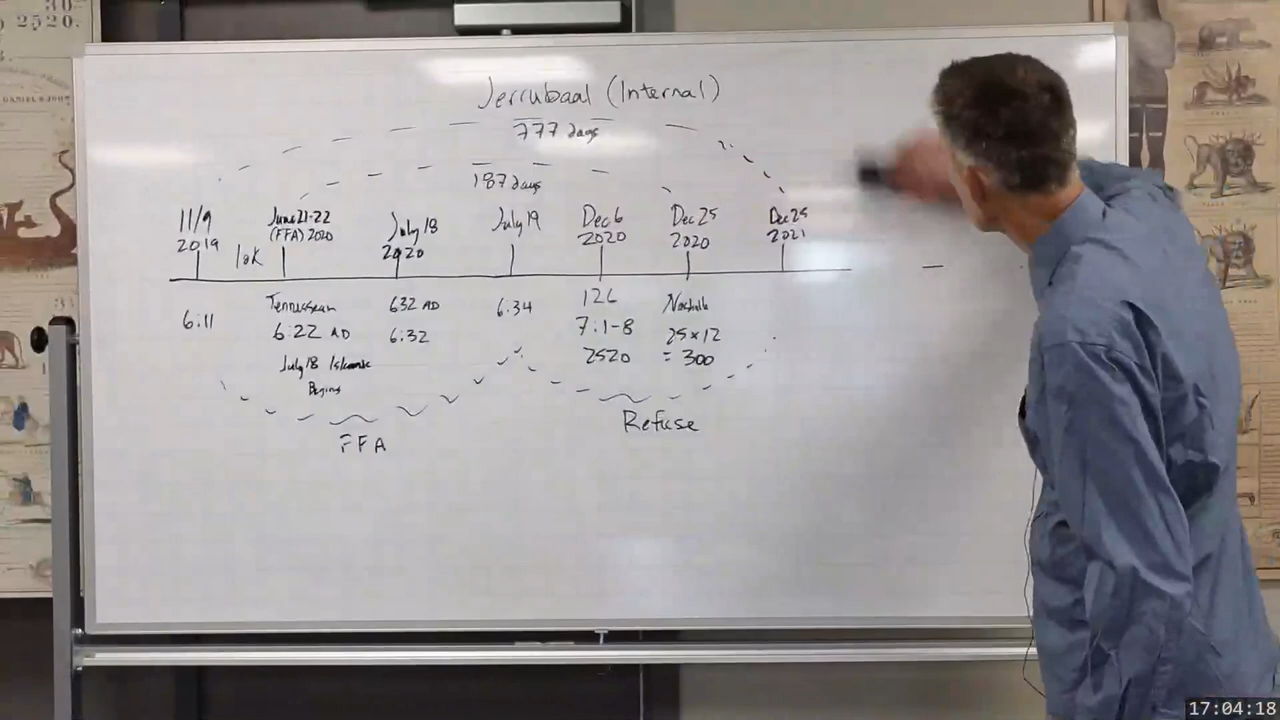 30
2520.
Jerrubaal (Internal)
777 days
187 days
11/9
2019
10K
June 21-22
(FFA) 2020
July 18
2020
July 19
Dec 6
2020
Dec 25
2020
Dec 25
2021
6:11
Tennessean
6:22 AD
July 18 Islamic
Begins
632 AD
6:32
6:34
126
7:1-8
2520
Nashville
25x12
= 300
FFA
Refuse
17:04:18